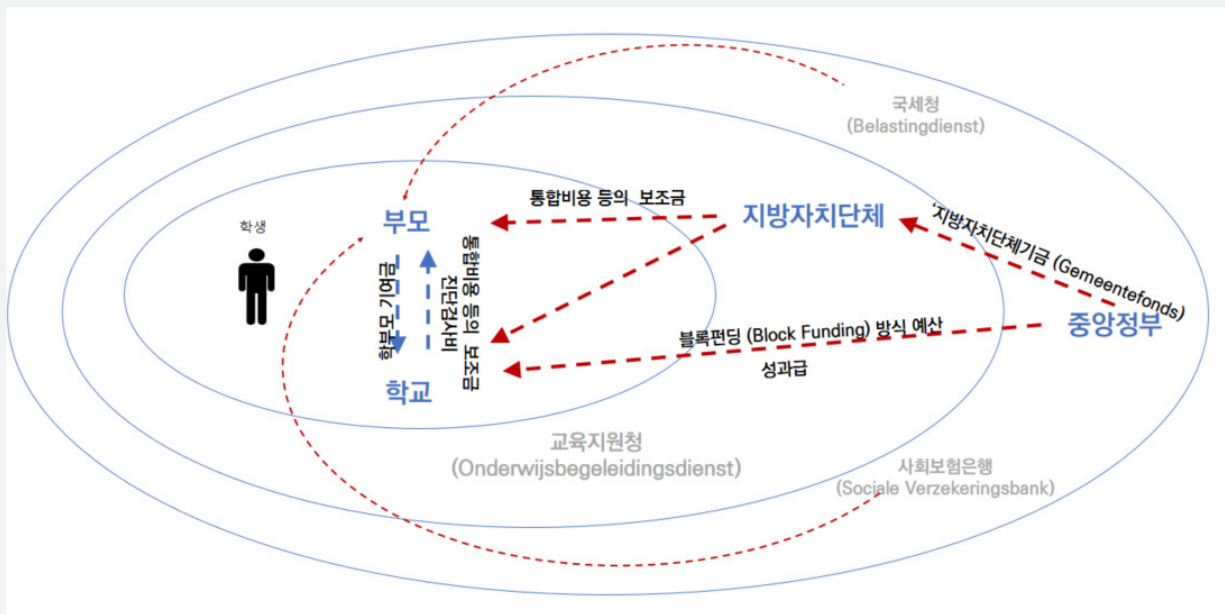 국세청
(Belastingdienst)
통합비용 등의 보조금
지방자치단체
'지방자치단체기금 (Gemeentefonds)
학생
부모
학부모 기여금
통합비용 등의 보조금
진단검사비
중앙정부
블록펀딩 (Block Funding) 방식 예산
성과급
학교
교육지원청
(Onderwijsbegeleidingsdienst)
사회보험은행
(Sociale Verzekeringsbank)